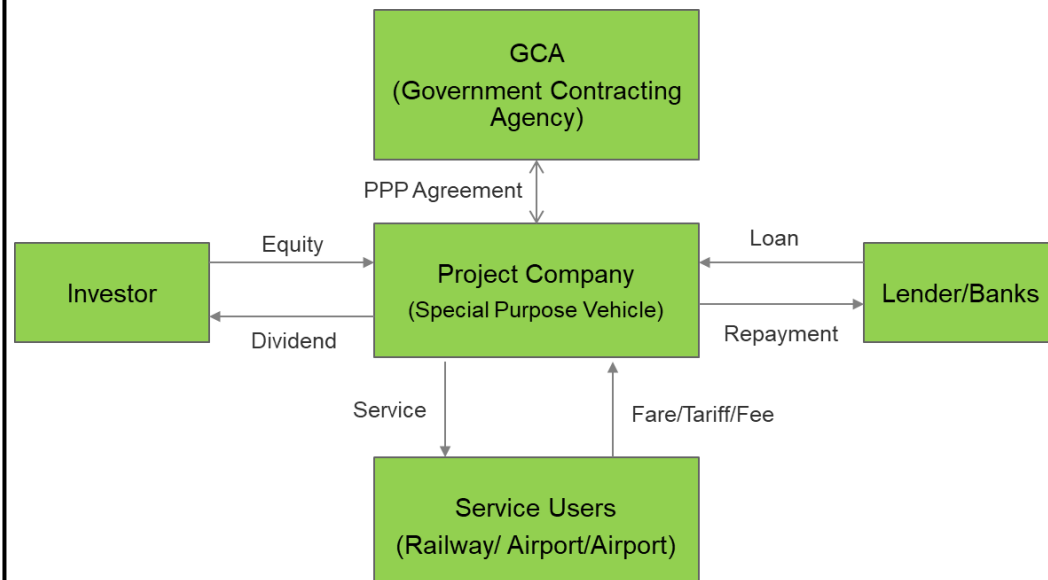 GCA
(Government Contracting
Agency)
PPP Agreement
Equity
Loan
Investor
Project Company
(Special Purpose Vehicle)
Lender/Banks
Dividend
Repayment
Service
Fare/Tariff/Fee
Service Users
(Railway/ Airport/Airport)